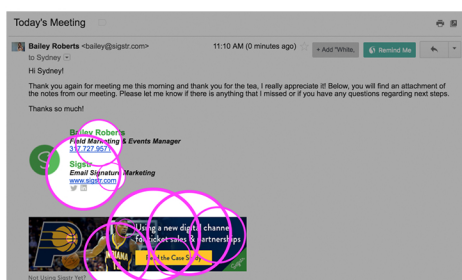 Today's Meeting
Bailey Roberts <bailey@sigstr.com>
11:10 AM (0 minutes ago)
+ Add "White,
Remind Me
to Sydney
Hi Sydney!
Thank you again for meeting me this morning and thank you for the tea, I really appreciate it! Below, you will find an attachment of
the notes from our meeting. Please let me know if there is anything that I missed or if you have any questions regarding next steps.
Thanks so much!
Bailey Roberts
Field Marketing & Events Manager
317.727.9571
S
Sigstr
Email Signature Marketing
www.sigstr.com
Using a new digital channel
for ticket sales & partnerships
Read the Case Study
INDIANA
Sigstr
Not Using Sigstr Yet?